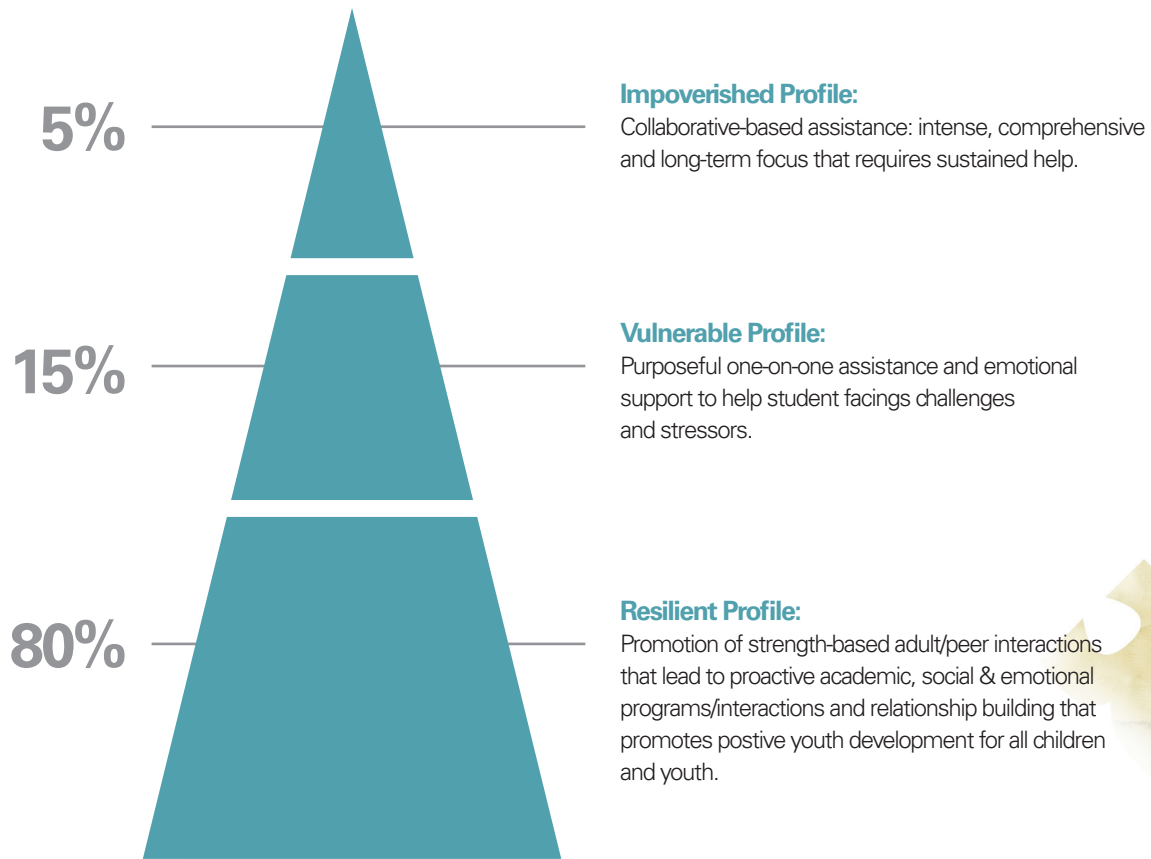 5%
Impoverished Profile:
Collaborative-based assistance: intense, comprehensive
and long-term focus that requires sustained help.
15%
Vulnerable Profile:
Purposeful one-on-one assistance and emotional
support to help student facings challenges
and stressors.
80%
Resilient Profile:
Promotion of strength-based adult/peer interactions
that lead to proactive academic, social & emotional
programs/interactions and relationship building that
promotes postive youth development for all children
and youth.